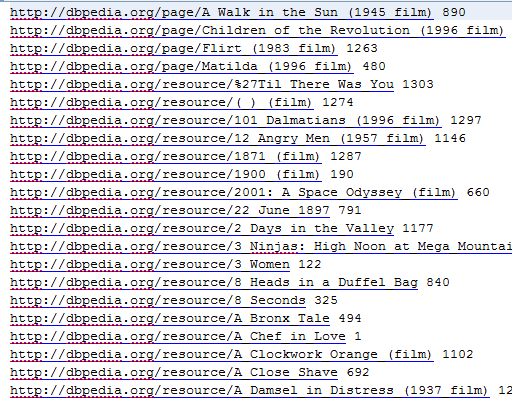 http://dbpedia.org/page/A Walk in the Sun (1945 film) 890
http://dbpedia.org/page/Children of the Revolution (1996 film)
http://dbpedia.org/page/Flirt (1983 film) 1263
http://dbpedia.org/page/Matilda (1996 film) 480
http://dbpedia.org/resource/%27Til There Was You 1303
http://dbpedia.org/resource/( ) (film) 1274
http://dbpedia.org/resource/101 Dalmatians (1996 film) 1297
http://dbpedia.org/resource/12 Angry Men (1957 film) 1146
http://dbpedia.org/resource/1871 (film) 1287
http://dbpedia.org/resource/1900 (film) 190
http://dbpedia.org/resource/2001: A Space Odyssey (film) 660
http://dbpedia.org/resource/22 June 1897 791
http://dbpedia.org/resource/2 Days in the Valley 1177
http://dbpedia.org/resource/3 Ninjas: High Noon at Mega Mountai
http://dbpedia.org/resource/3 Women 122
http://dbpedia.org/resource/8 Heads in a Duffel Bag 840
http://dbpedia.org/resource/8 Seconds 325
http://dbpedia.org/resource/A Bronx Tale 494
http://dbpedia.org/resource/A Chef in Love 1
http://dbpedia.org/resource/A Clockwork Orange (film) 1102
http://dbpedia.org/resource/A Close Shave 692
http://dbpedia.org/resource/A Damsel in Distress (1937 film) 12